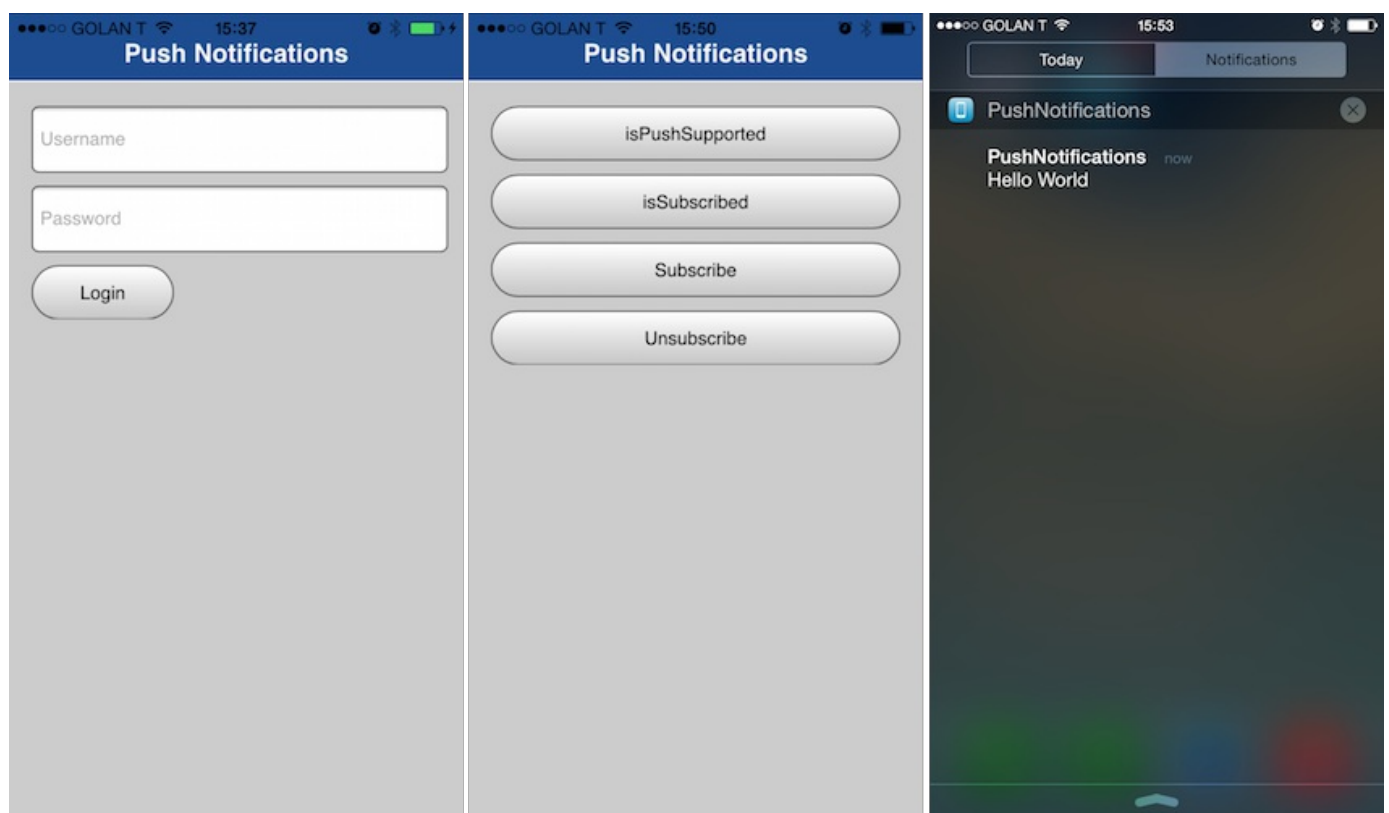 GOLAN T 15:37
Push Notifications
Username
Password
Login
GOLAN T 15:50
Push Notifications
isPushSupported
isSubscribed
Subscribe
Unsubscribe
GOLAN T 15:53
Today Notifications
PushNotifications
PushNotifications now
Hello World